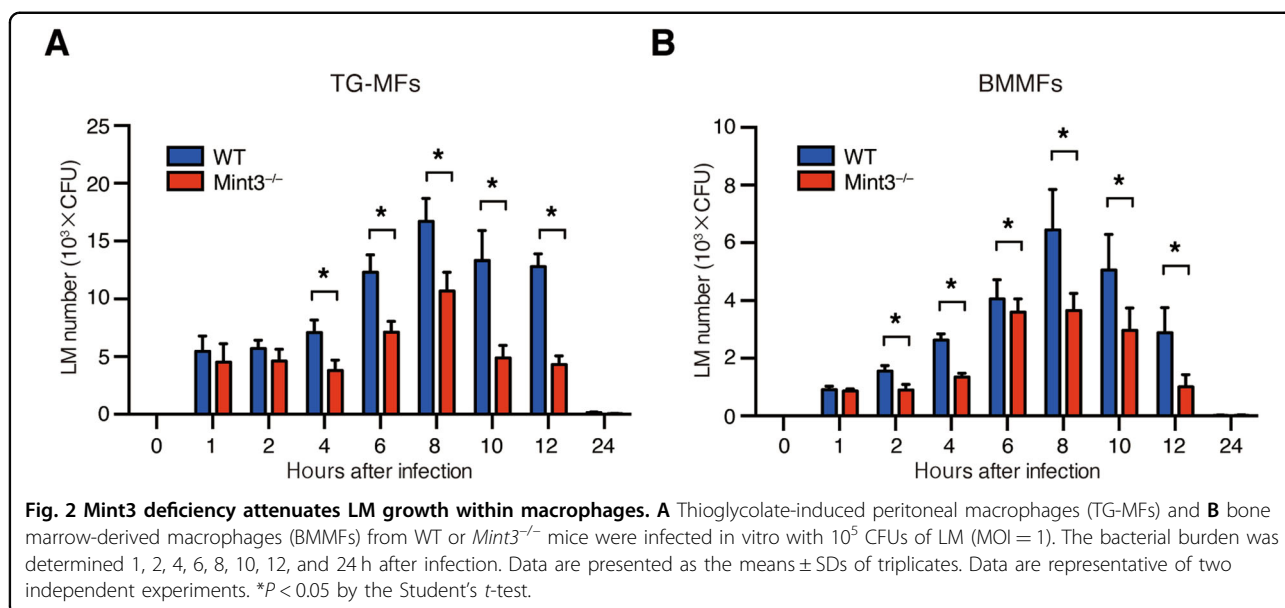 A
TG-MFs
25
20
15
10
5
0
LM number (10³ × CFU)
WT
Mint3⁻/⁻
*
*
*
*
*
0 1 2 4 6 8 10 12 24
Hours after infection
B
BMMFs
10
8
6
4
2
0
LM number (10³ × CFU)
WT
Mint3⁻/⁻
*
*
*
*
*
*
0 1 2 4 6 8 10 12 24
Hours after infection
Fig. 2 Mint3 deficiency attenuates LM growth within macrophages. A Thioglycolate-induced peritoneal macrophages (TG-MFs) and B bone
marrow-derived macrophages (BMMFs) from WT or Mint3⁻/⁻ mice were infected in vitro with 10⁵ CFUs of LM (MOI = 1). The bacterial burden was
determined 1, 2, 4, 6, 8, 10, 12, and 24 h after infection. Data are presented as the means ± SDs of triplicates. Data are representative of two
independent experiments. *P < 0.05 by the Student’s t-test.